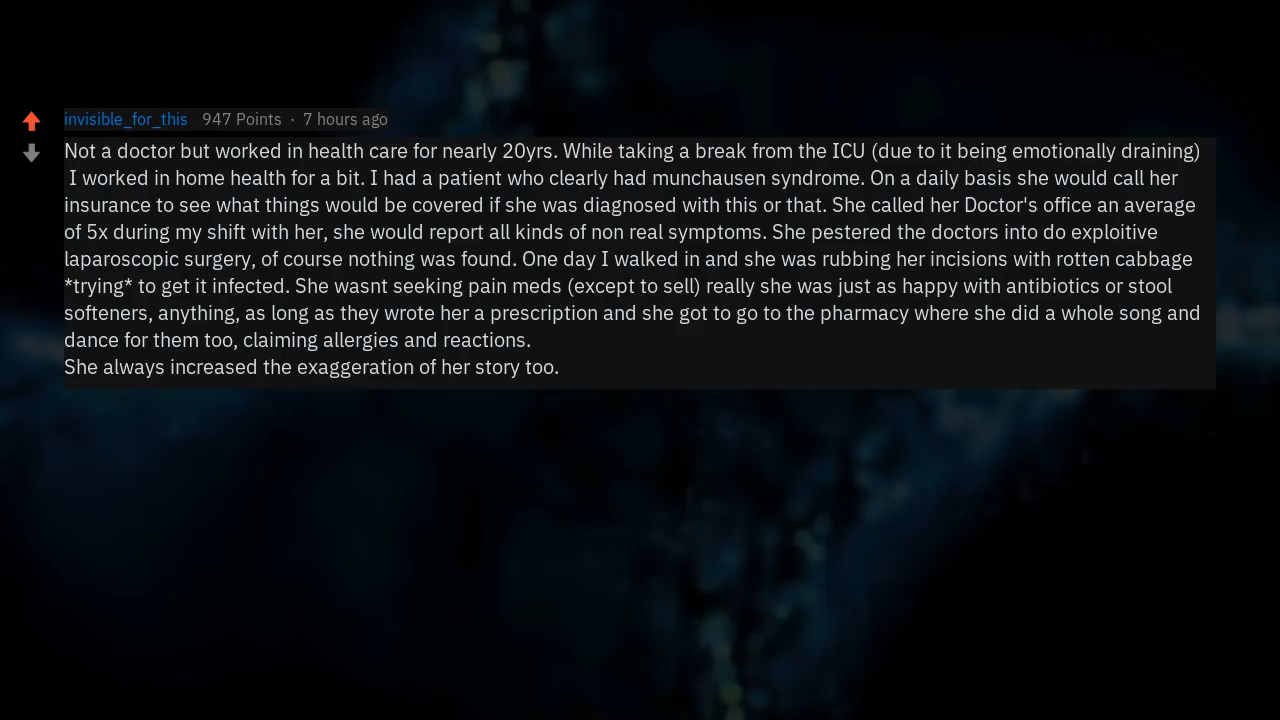 invisible_for_this 947 Points · 7 hours ago
Not a doctor but worked in health care for nearly 20yrs. While taking a break from the ICU (due to it being emotionally draining)
I worked in home health for a bit. I had a patient who clearly had munchausen syndrome. On a daily basis she would call her
insurance to see what things would be covered if she was diagnosed with this or that. She called her Doctor's office an average
of 5x during my shift with her, she would report all kinds of non real symptoms. She pestered the doctors into do exploitive
laparoscopic surgery, of course nothing was found. One day I walked in and she was rubbing her incisions with rotten cabbage
*trying* to get it infected. She wasnt seeking pain meds (except to sell) really she was just as happy with antibiotics or stool
softeners, anything, as long as they wrote her a prescription and she got to go to the pharmacy where she did a whole song and
dance for them too, claiming allergies and reactions.
She always increased the exaggeration of her story too.